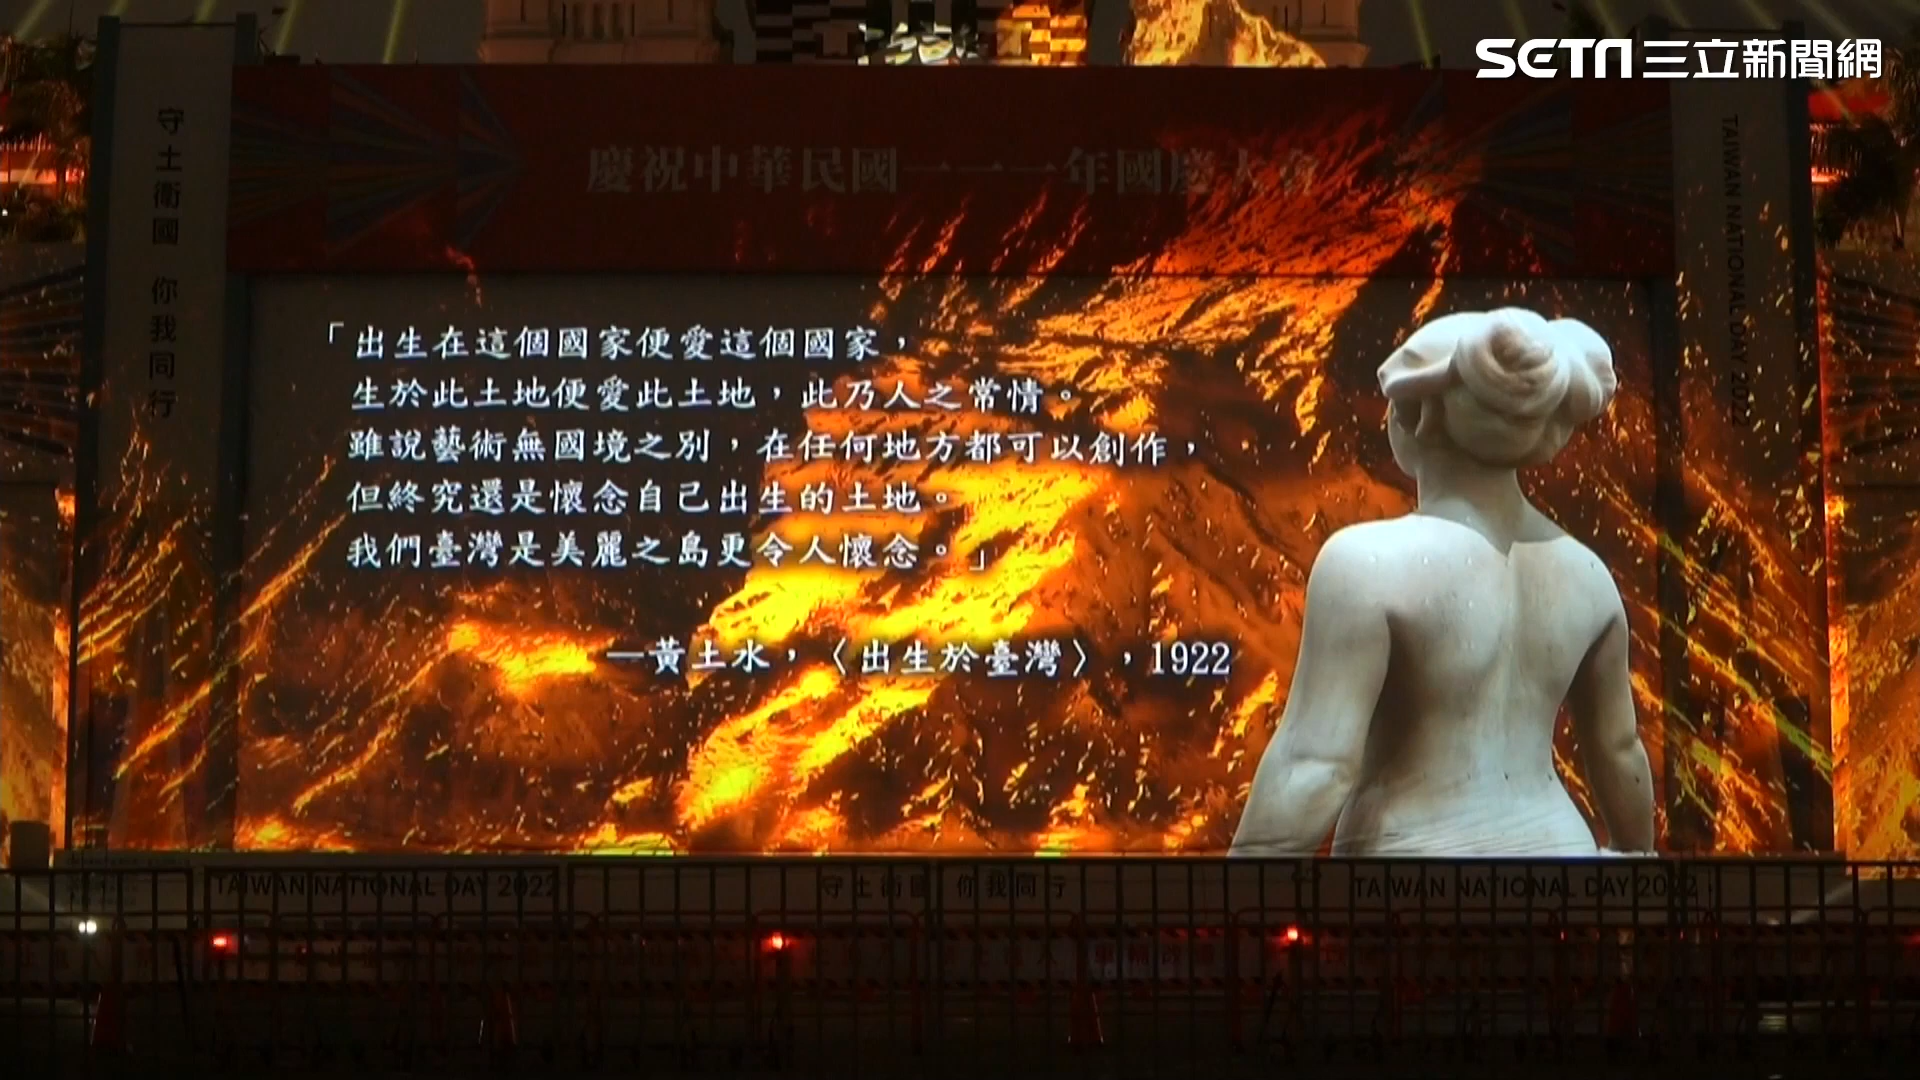 SETN三立新聞網
慶祝中華民國一一一年國慶大會
守土衛國 你我同行
TAIWAN NATIONAL DAY 2022
「出生在這個國家便愛這個國家，
生於此土地便愛此土地，此乃人之常情。
雖說藝術無國境之別，在任何地方都可以創作，
但終究還是懷念自己出生的土地。
我們臺灣是美麗之島更令人懷念。」
—黃土水，〈出生於臺灣〉，1922
TAIWAN NATIONAL DAY 2022
守土衛國 你我同行
TAIWAN NATIONAL DAY 2022